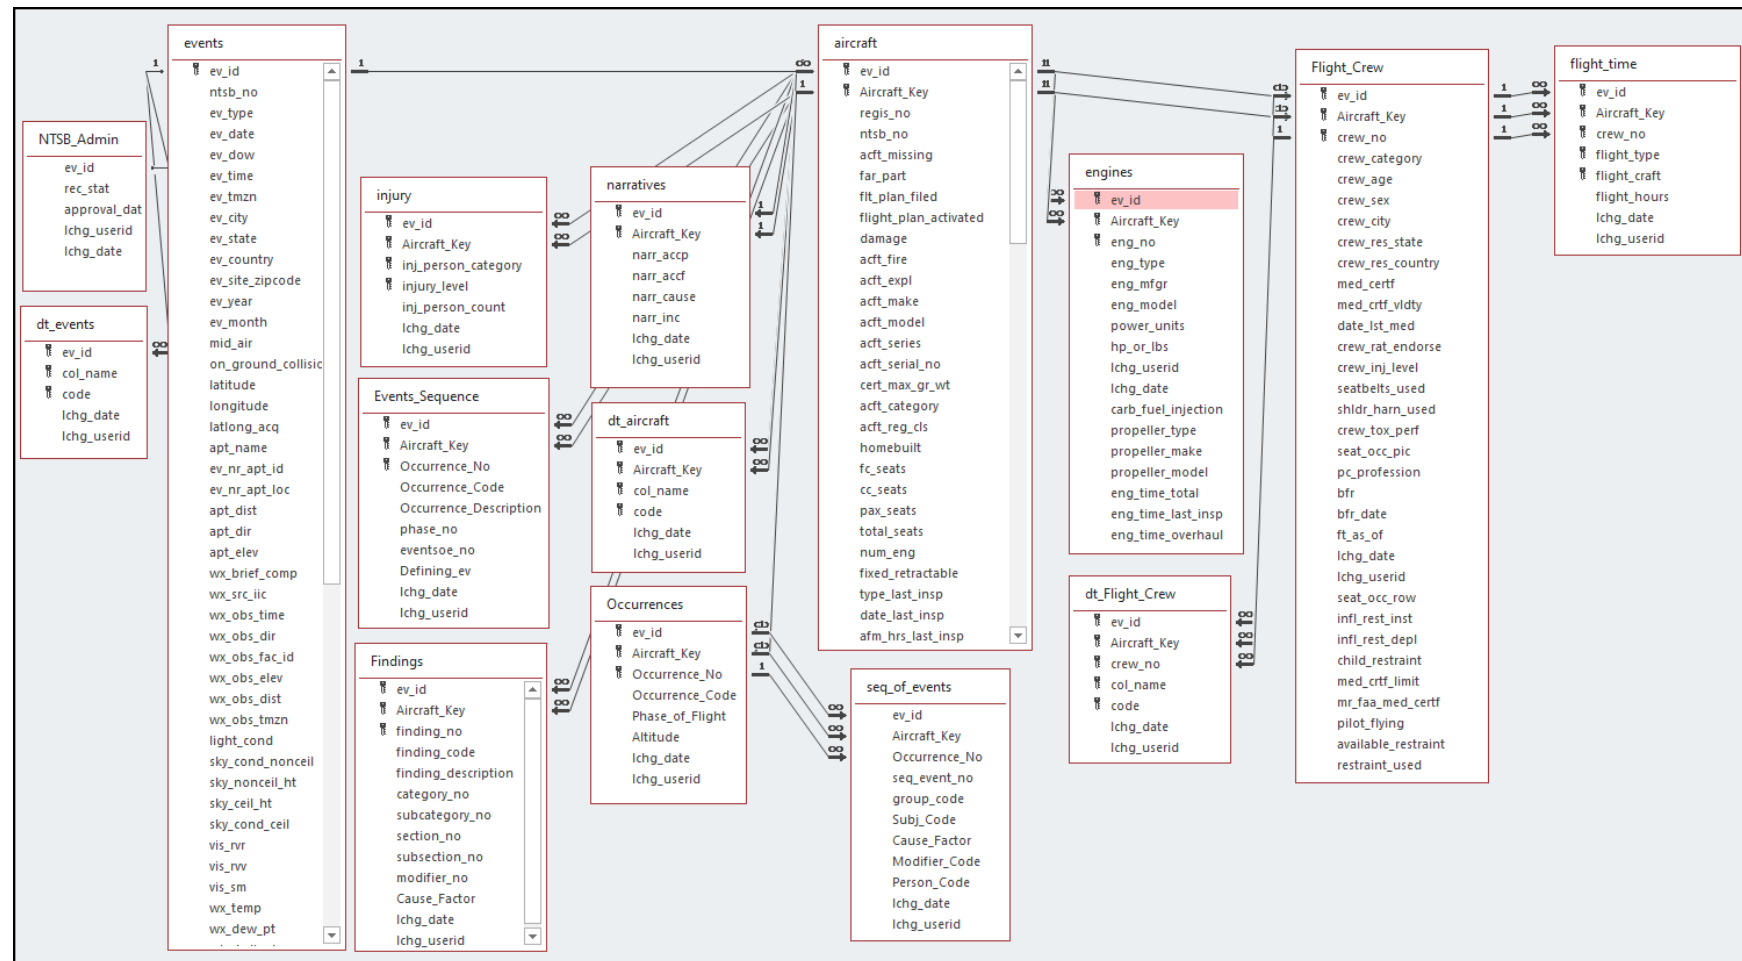 events
ev_id
ntsb_no
ev_type
ev_date
ev_dow
ev_time
ev_tmzn
ev_city
ev_state
ev_country
ev_site_zipcode
ev_year
ev_month
mid_air
on_ground_collisic
latitude
longitude
latlong_acq
apt_name
ev_nr_apt_id
ev_nr_apt_loc
apt_dist
apt_dir
apt_elev
wx_brief_comp
wx_src_iic
wx_obs_time
wx_obs_dir
wx_obs_fac_id
wx_obs_elev
wx_obs_dist
wx_obs_tmzn
light_cond
sky_cond_nonceil
sky_nonceil_ht
sky_ceil_ht
sky_cond_ceil
vis_rvr
vis_rvv
vis_sm
wx_temp
wx_dew_pt
NTSB_Admin
ev_id
rec_stat
approval_dat
lchg_userid
lchg_date
dt_events
ev_id
col_name
code
lchg_date
lchg_userid
injury
ev_id
Aircraft_Key
inj_person_category
injury_level
inj_person_count
lchg_date
lchg_userid
Events_Sequence
ev_id
Aircraft_Key
Occurrence_No
Occurrence_Code
Occurrence_Description
phase_no
eventsoe_no
Defining_ev
lchg_date
lchg_userid
Findings
ev_id
Aircraft_Key
finding_no
finding_code
finding_description
category_no
subcategory_no
section_no
subsection_no
modifier_no
Cause_Factor
lchg_date
lchg_userid
narratives
ev_id
Aircraft_Key
narr_accp
narr_accf
narr_cause
narr_inc
lchg_date
lchg_userid
dt_aircraft
ev_id
Aircraft_Key
col_name
code
lchg_date
lchg_userid
Occurrences
ev_id
Aircraft_Key
Occurrence_No
Occurrence_Code
Phase_of_Flight
Altitude
lchg_date
lchg_userid
aircraft
ev_id
Aircraft_Key
regis_no
ntsb_no
acft_missing
far_part
flt_plan_filed
flight_plan_activated
damage
acft_fire
acft_expl
acft_make
acft_model
acft_series
acft_serial_no
cert_max_gr_wt
acft_category
acft_reg_cls
homebuilt
fc_seats
cc_seats
pax_seats
total_seats
num_eng
fixed_retractable
type_last_insp
date_last_insp
afm_hrs_last_insp
seq_of_events
ev_id
Aircraft_Key
Occurrence_No
seq_event_no
group_code
Subj_Code
Cause_Factor
Modifier_Code
Person_Code
lchg_date
lchg_userid
engines
ev_id
Aircraft_Key
eng_no
eng_type
eng_mfgr
eng_model
power_units
hp_or_lbs
lchg_userid
lchg_date
carb_fuel_injection
propeller_type
propeller_make
propeller_model
eng_time_total
eng_time_last_insp
eng_time_overhaul
dt_Flight_Crew
ev_id
Aircraft_Key
crew_no
col_name
code
lchg_date
lchg_userid
Flight_Crew
ev_id
Aircraft_Key
crew_no
crew_category
crew_age
crew_sex
crew_city
crew_res_state
crew_res_country
med_certf
med_crtf_vldty
date_lst_med
crew_rat_endorse
crew_inj_level
seatbelts_used
shldr_harn_used
crew_tox_perf
seat_occ_pic
pc_profession
bfr
bfr_date
ft_as_of
lchg_date
lchg_userid
seat_occ_row
infl_rest_inst
infl_rest_depl
child_restraint
med_crtf_limit
mr_faa_med_certf
pilot_flying
available_restraint
restraint_used
flight_time
ev_id
Aircraft_Key
crew_no
flight_type
flight_craft
flight_hours
lchg_date
lchg_userid